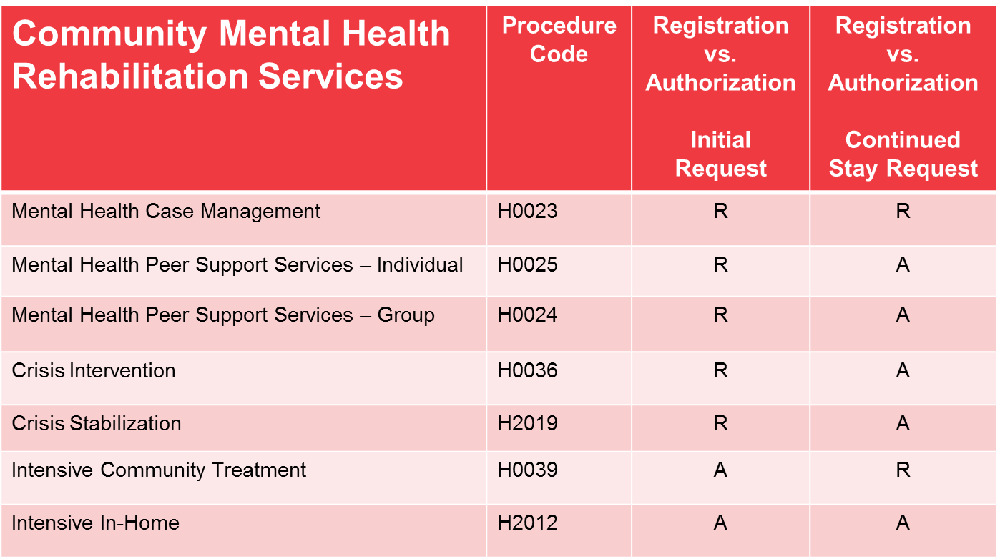 Community Mental Health
Rehabilitation Services
Procedure
Code
Registration
vs.
Authorization
Initial
Request
Registration
vs.
Authorization
Continued
Stay Request
Mental Health Case Management H0023 R R
Mental Health Peer Support Services – Individual H0025 R A
Mental Health Peer Support Services – Group H0024 R A
Crisis Intervention H0036 R A
Crisis Stabilization H2019 R A
Intensive Community Treatment H0039 A R
Intensive In-Home H2012 A A